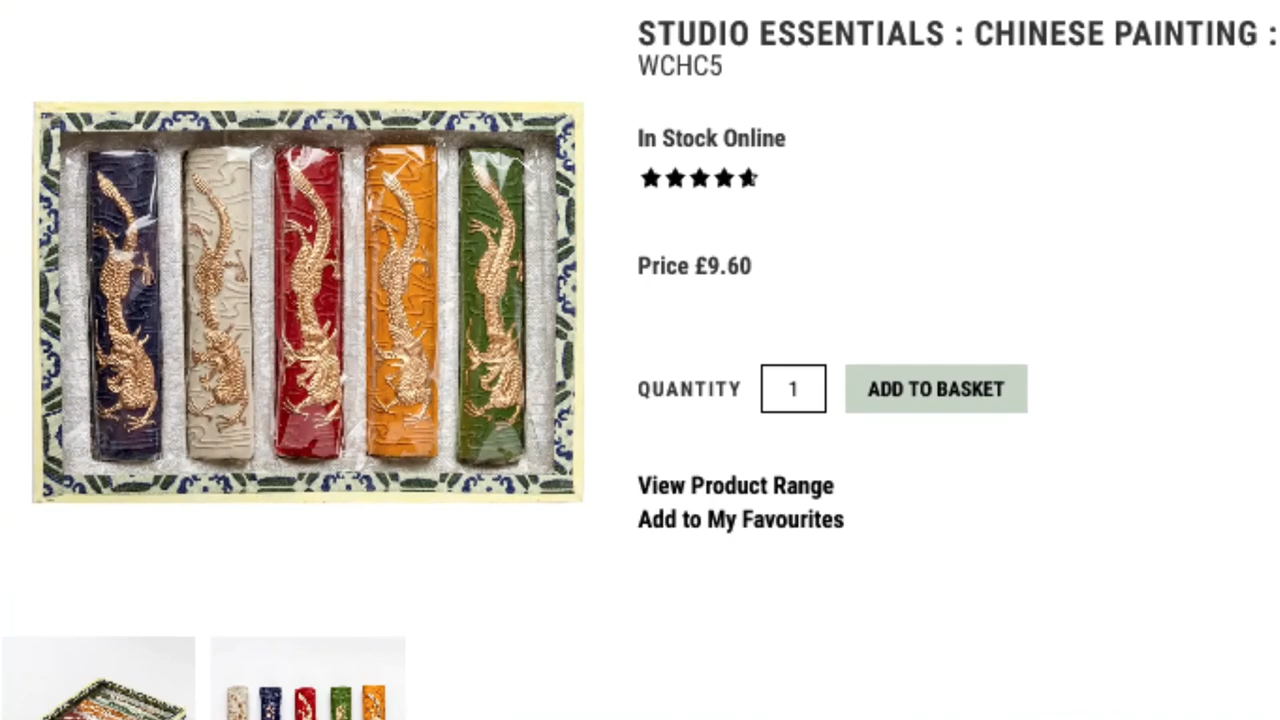 STUDIO ESSENTIALS : CHINESE PAINTING :
WCHC5
In Stock Online
Price £9.60
QUANTITY 1 ADD TO BASKET
View Product Range
Add to My Favourites